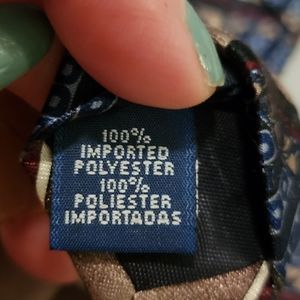 100%
IMPORTED
POLYESTER
100%
POLIESTER
IMPORTADAS